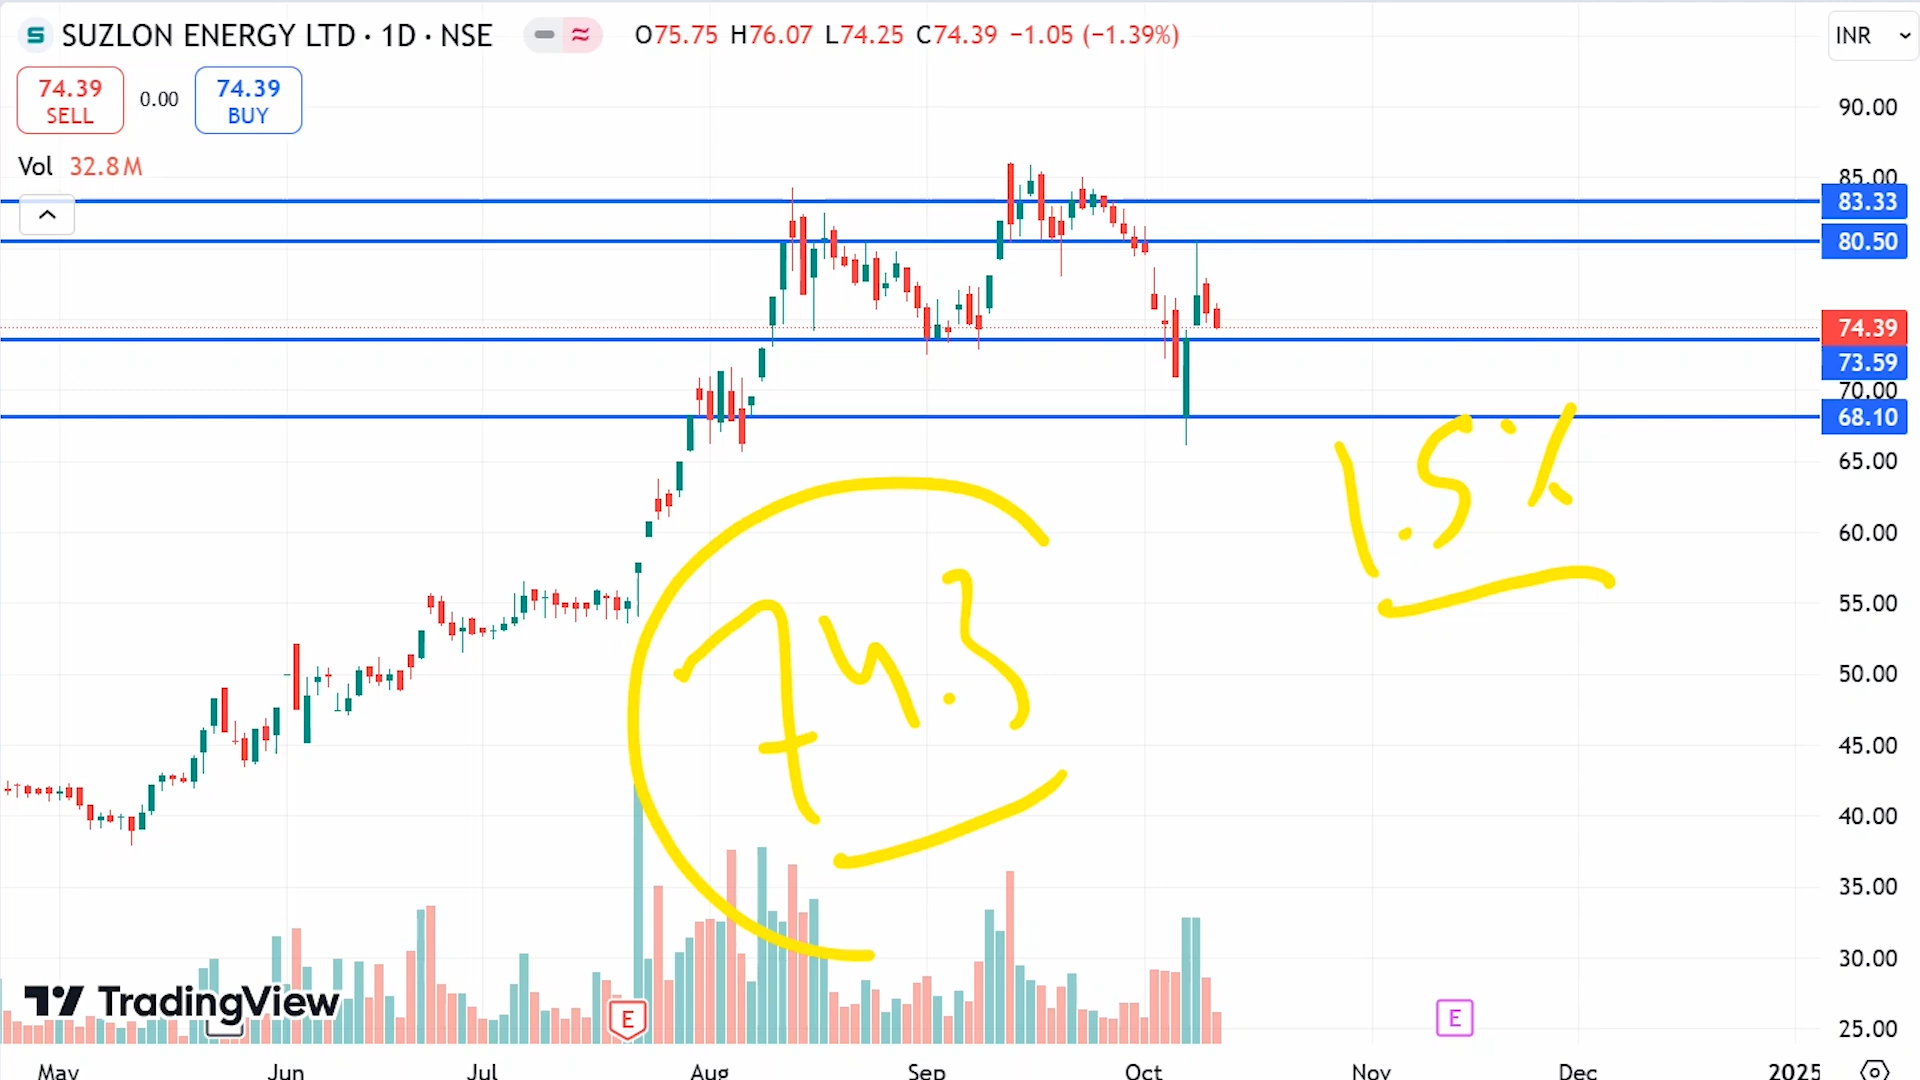 SUZLON ENERGY LTD · 1D · NSE O75.75 H76.07 L74.25 C74.39 −1.05 (−1.39%) INR
74.39 SELL 0.00 74.39 BUY
Vol 32.8 M
90.00
85.00
83.33
80.50
74.39
73.59
70.00
68.10
65.00
60.00
55.00
50.00
45.00
40.00
35.00
30.00
25.00
1.5%
74.3
TradingView
E
E
May Jun Jul Aug Sep Oct Nov Dec 2025